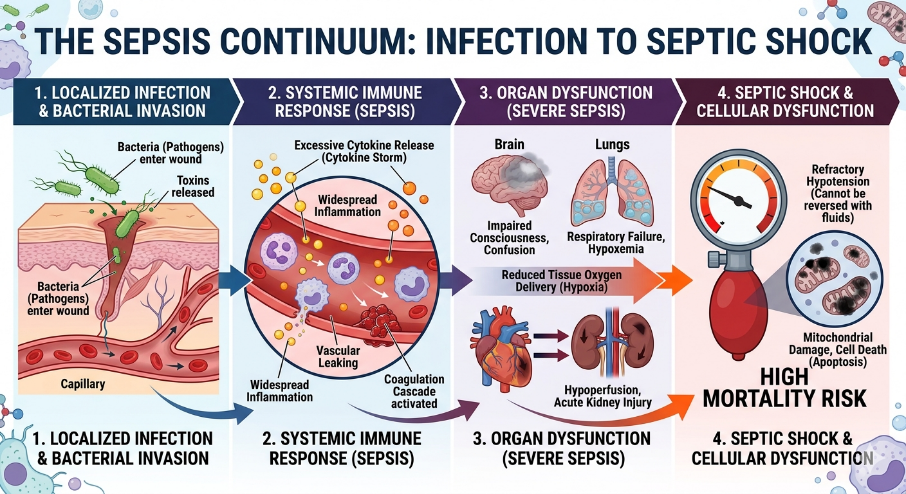 THE SEPSIS CONTINUUM: INFECTION TO SEPTIC SHOCK
1. LOCALIZED INFECTION
& BACTERIAL INVASION
Bacteria (Pathogens)
enter wound
Toxins
released
Bacteria
(Pathogens)
enter wound
Capillary
1. LOCALIZED INFECTION
& BACTERIAL INVASION
2. SYSTEMIC IMMUNE
RESPONSE (SEPSIS)
Excessive Cytokine Release
(Cytokine Storm)
Widespread
Inflammation
Vascular
Leaking
Widespread
Inflammation
Coagulation
Cascade
activated
2. SYSTEMIC IMMUNE
RESPONSE (SEPSIS)
3. ORGAN DYSFUNCTION
(SEVERE SEPSIS)
Brain
Lungs
Impaired
Consciousness,
Confusion
Respiratory Failure,
Hypoxemia
Reduced Tissue Oxygen
Delivery (Hypoxia)
Hypoperfusion,
Acute Kidney Injury
3. ORGAN DYSFUNCTION
(SEVERE SEPSIS)
4. SEPTIC SHOCK &
CELLULAR DYSFUNCTION
Refractory
Hypotension
(Cannot be
reversed with
fluids)
Mitochondrial
Damage, Cell Death
(Apoptosis)
HIGH
MORTALITY RISK
4. SEPTIC SHOCK &
CELLULAR DYSFUNCTION